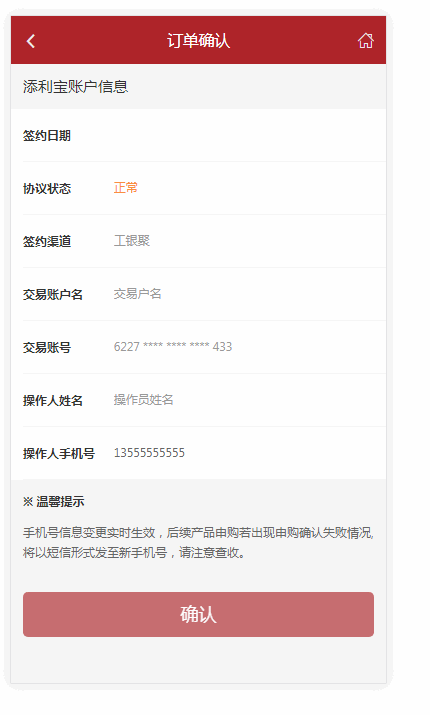 订单确认
添利宝账户信息
签约日期
协议状态 正常
签约渠道 工银聚
交易账户名 交易户名
交易账号 6227 **** **** **** 433
操作人姓名 操作员姓名
操作人手机号 13555555555
※ 温馨提示
手机号信息变更实时生效，后续产品申购若出现申购确认失败情况,
将以短信形式发至新手机号，请注意查收。
确认